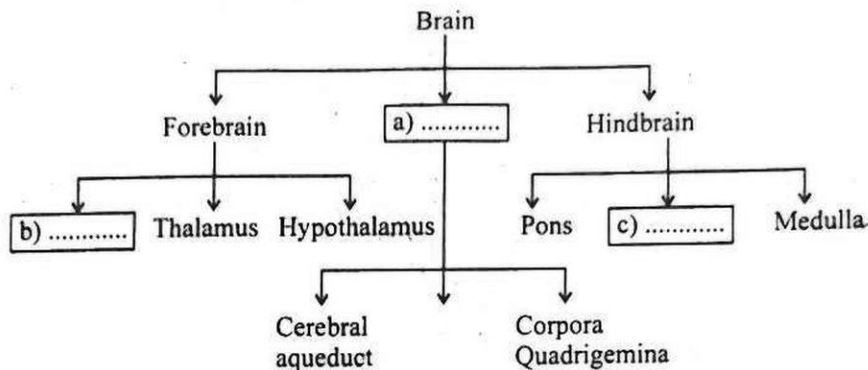 Brain
Forebrain a) ............ Hindbrain
b) ............ Thalamus Hypothalamus Pons c) ............ Medulla
Cerebral Corpora
aqueduct Quadrigemina